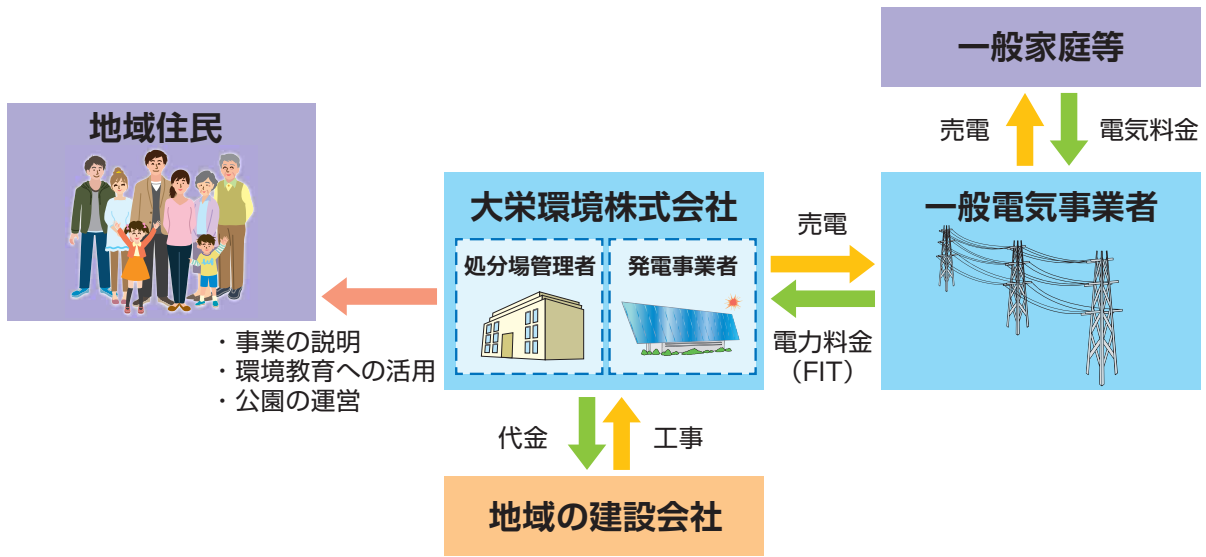 一般家庭等
売電
電気料金
地域住民
・事業の説明
・環境教育への活用
・公園の運営
大栄環境株式会社
処分場管理者
発電事業者
売電
電力料金
（FIT）
一般電気事業者
代金
工事
地域の建設会社